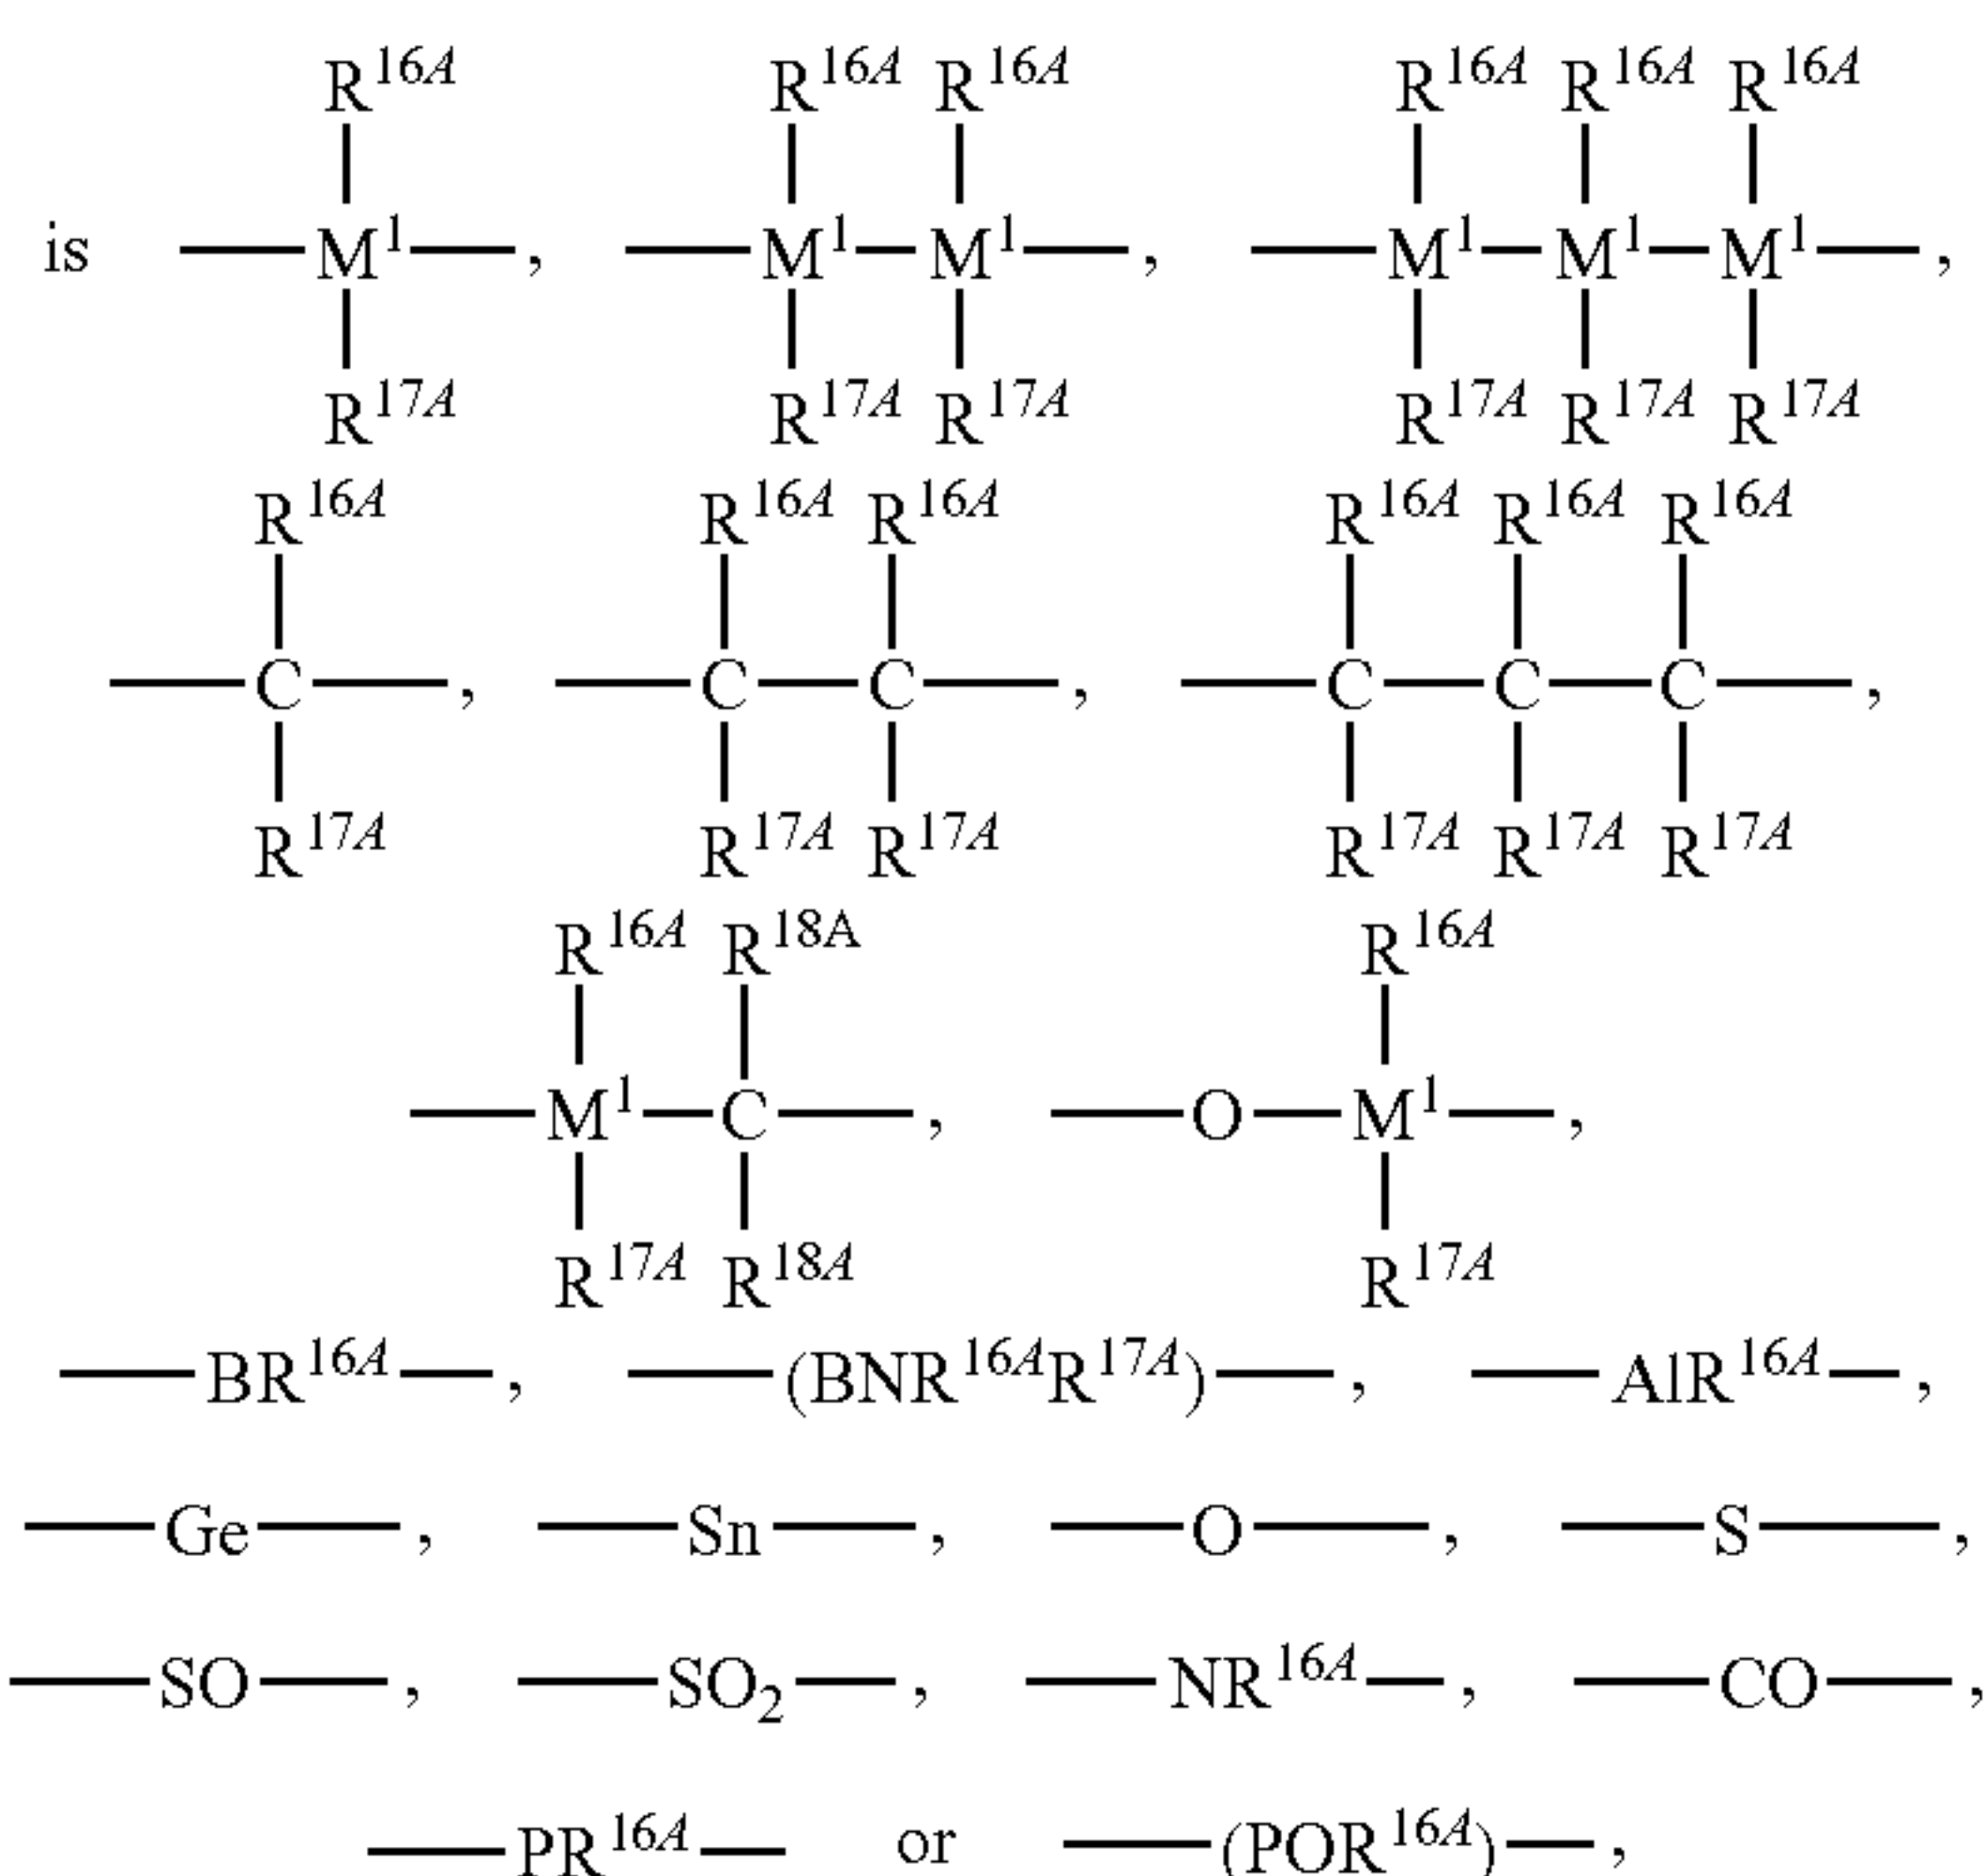 R16A R16A R16A R16A R16A R16A
is —M1—, —M1—M1—, —M1—M1—M1—,
R17A R17A R17A R17A R17A R17A
R16A R16A R16A R16A R16A R16A
—C—, —C—C—, —C—C—C—,
R17A R17A R17A R17A R17A R17A
R16A R18A R16A
—M1—C—, —O—M1—,
R17A R18A R17A
—BR16A—, —(BNR16AR17A)—, —AlR16A—,
—Ge—, —Sn—, —O—, —S—,
—SO—, —SO2—, —NR16A—, —CO—,
—PR16A— or —(POR16A)—,